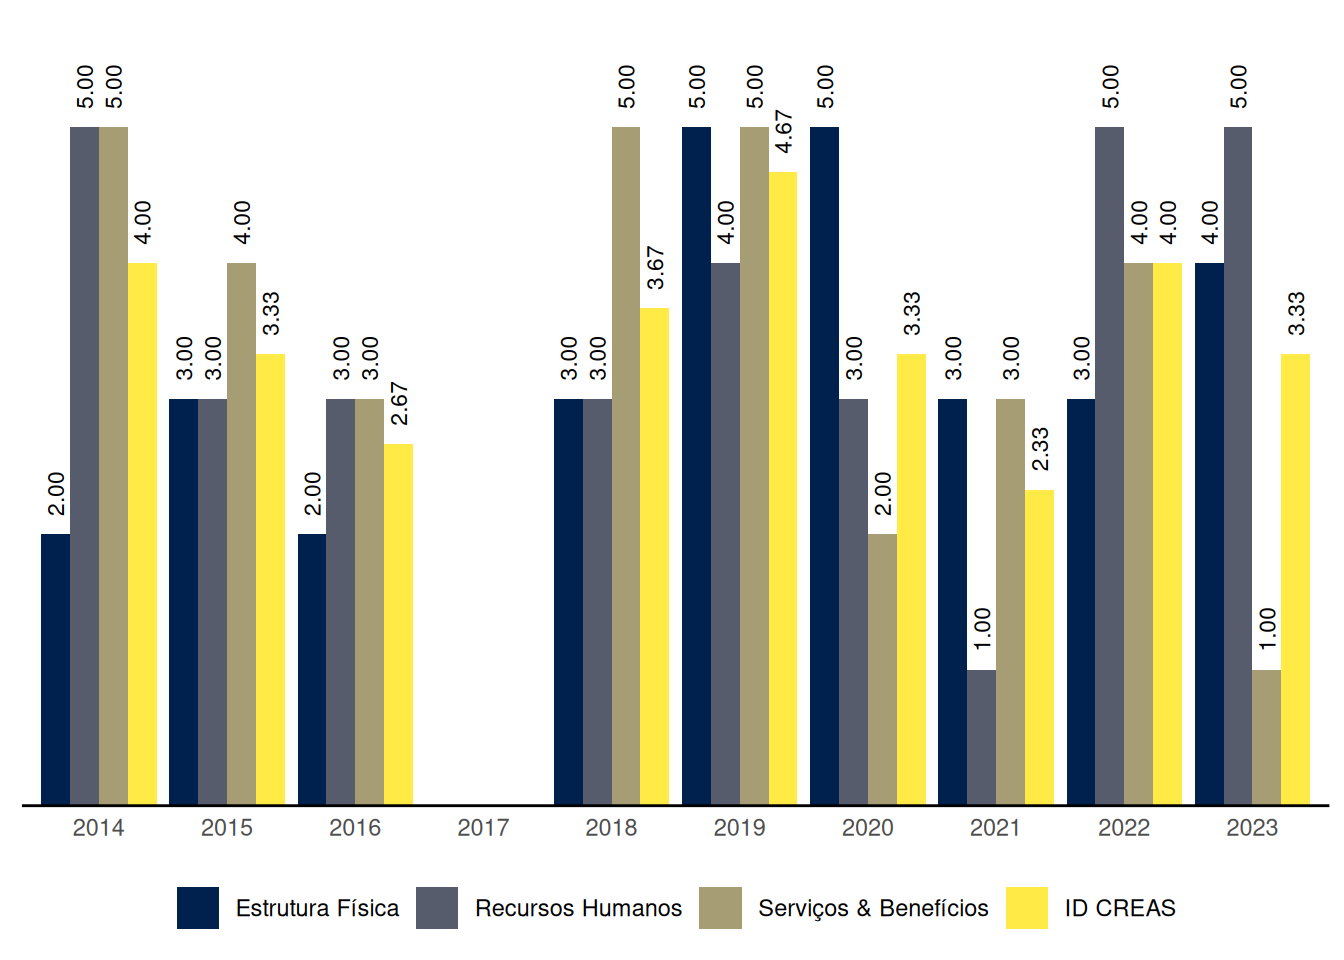 5.00 5.00 5.00 5.00 5.00 5.00 5.00 5.00
4.67
4.00 4.00 4.00 4.00 4.00 4.00
3.67
3.33 3.33 3.33
3.00 3.00 3.00 3.00 3.00 3.00 3.00 3.00 3.00 3.00
2.67
2.33
2.00 2.00 2.00
1.00 1.00
2014 2015 2016 2017 2018 2019 2020 2021 2022 2023
Estrutura Física Recursos Humanos Serviços & Benefícios ID CREAS